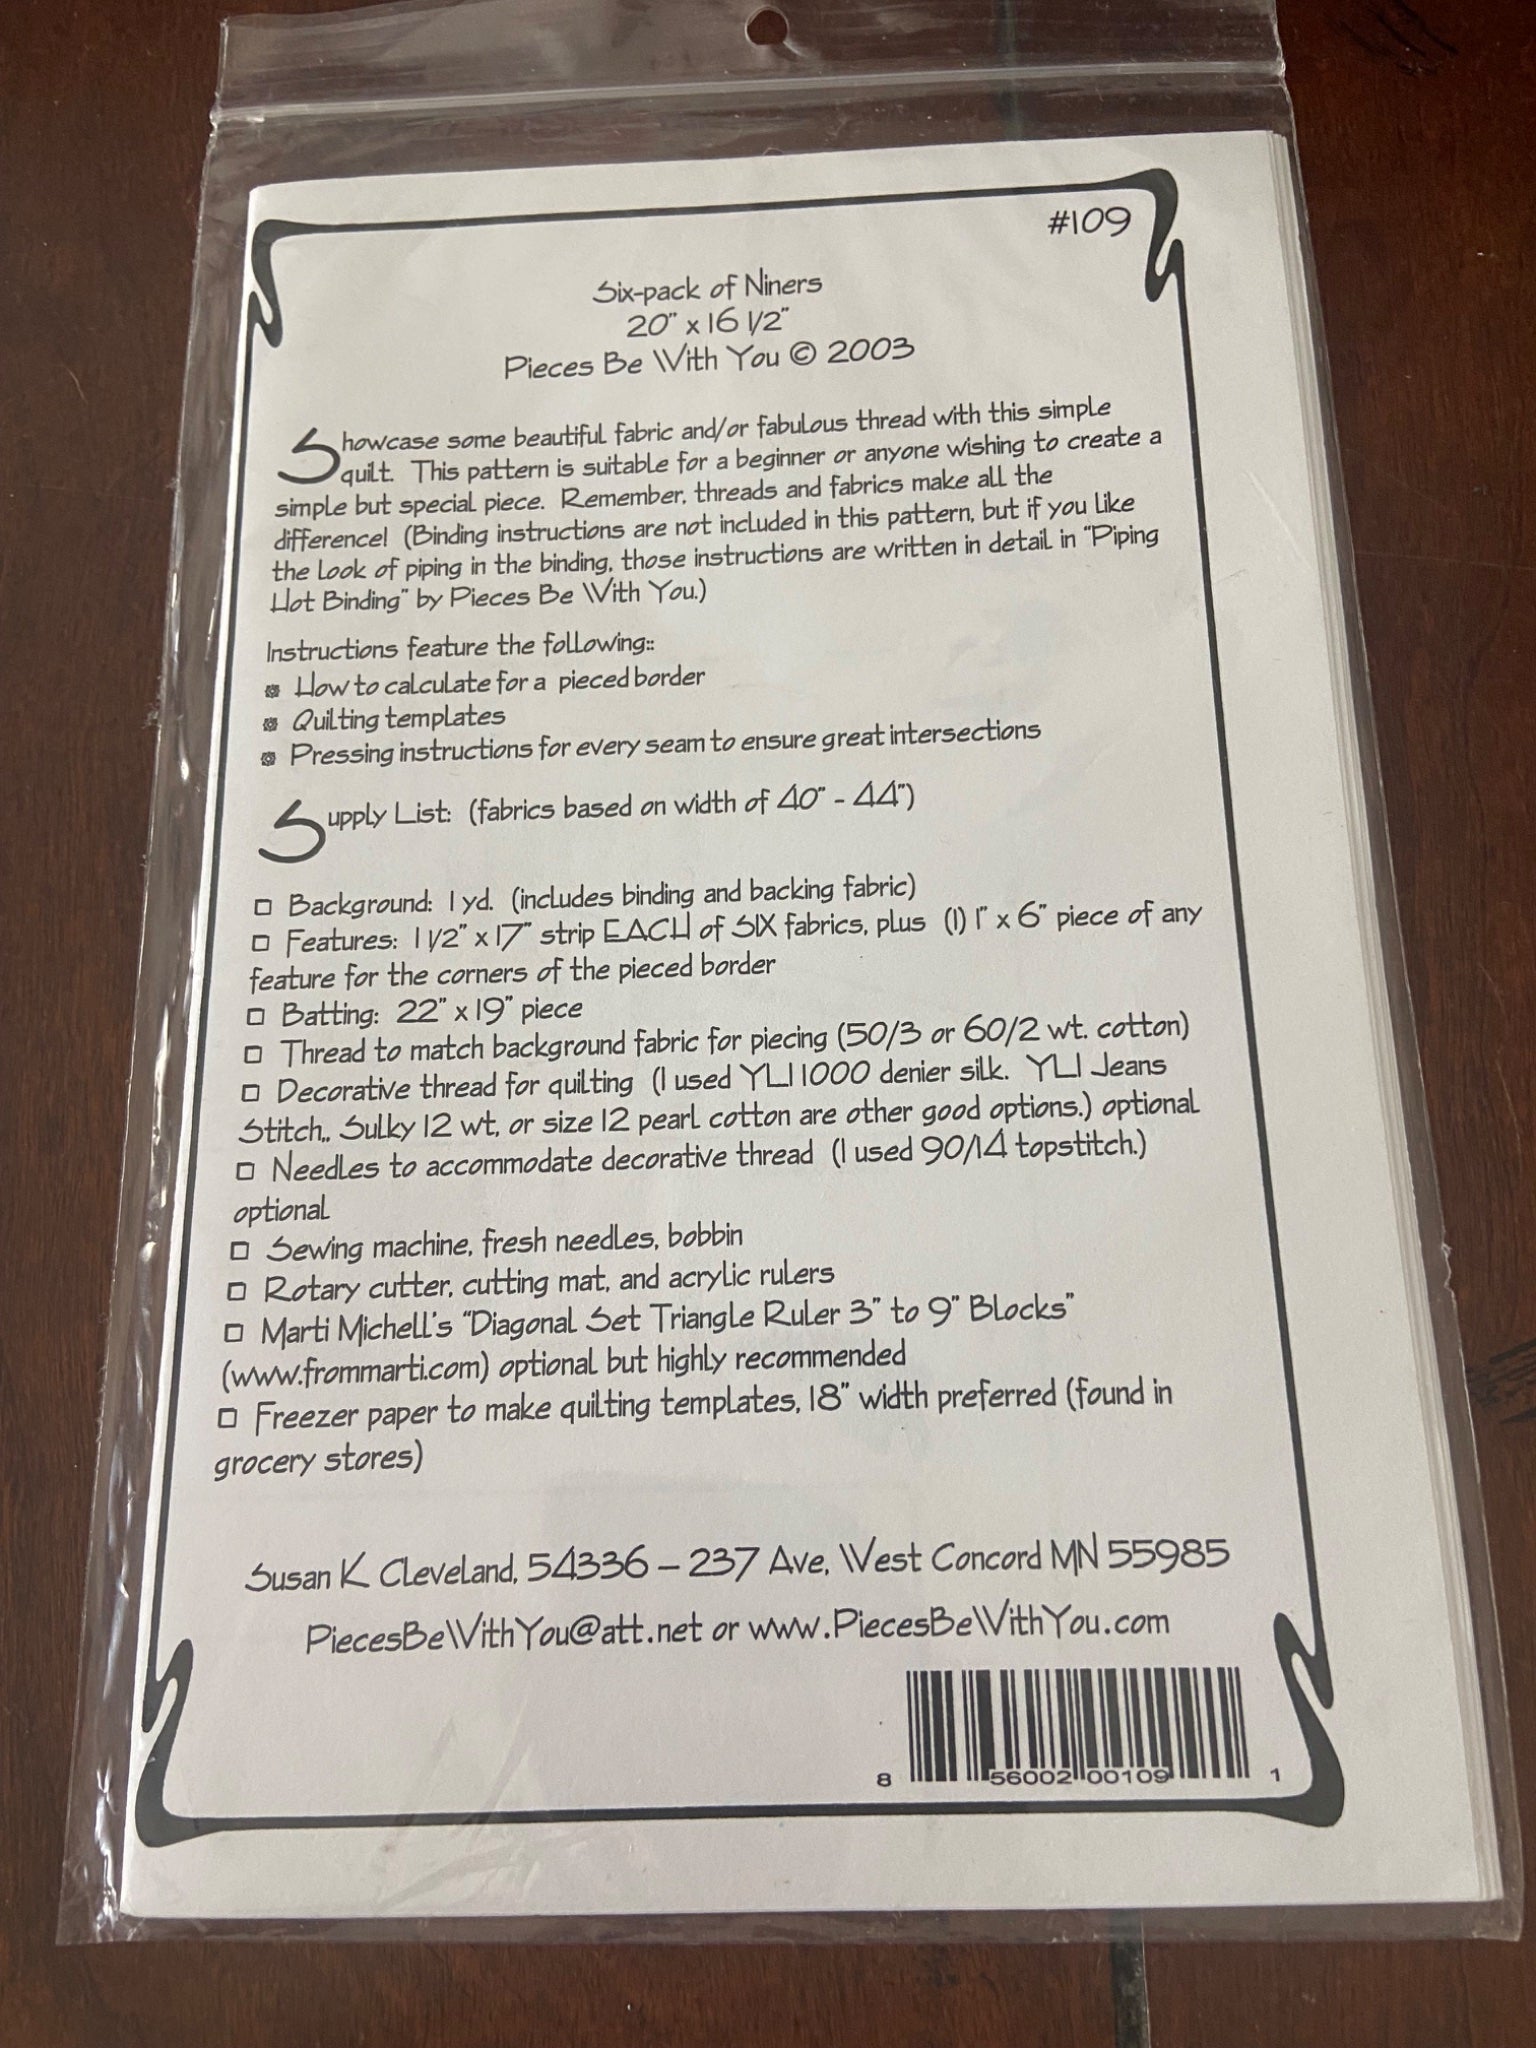 #109
Six-pack of Niners
20" x 16 1/2"
Pieces Be With You © 2003
Showcase some beautiful fabric and/or fabulous thread with this simple
quilt. This pattern is suitable for a beginner or anyone wishing to create a
simple but special piece. Remember, threads and fabrics make all the
difference! (Binding instructions are not included in this pattern, but if you like
the look of piping in the binding, those instructions are written in detail in "Piping
Hot Binding" by Pieces Be With You.)
Instructions feature the following::
How to calculate for a pieced border
Quilting templates
Pressing instructions for every seam to ensure great intersections
Supply List: (fabrics based on width of 40" - 44")
□ Background: 1 yd. (includes binding and backing fabric)
□ Features: 1 1/2" x 17" strip EACH of SIX fabrics, plus (1) 1" x 6" piece of any
feature for the corners of the pieced border
□ Batting: 22" x 19" piece
□ Thread to match background fabric for piecing (50/3 or 60/2 wt. cotton)
□ Decorative thread for quilting (I used YLI 1000 denier silk. YLI Jeans
Stitch,, Sulky 12 wt, or size 12 pearl cotton are other good options.) optional
□ Needles to accommodate decorative thread (I used 90/14 topstitch.)
optional
□ Sewing machine, fresh needles, bobbin
□ Rotary cutter, cutting mat, and acrylic rulers
□ Marti Michell's "Diagonal Set Triangle Ruler 3" to 9" Blocks"
(www.frommarti.com) optional but highly recommended
□ Freezer paper to make quilting templates, 18" width preferred (found in
grocery stores)
Susan K Cleveland, 54336 – 237 Ave, West Concord MN 55985
PiecesBeWithYou@att.net or www.PiecesBeWithYou.com
8 56002 00109 1